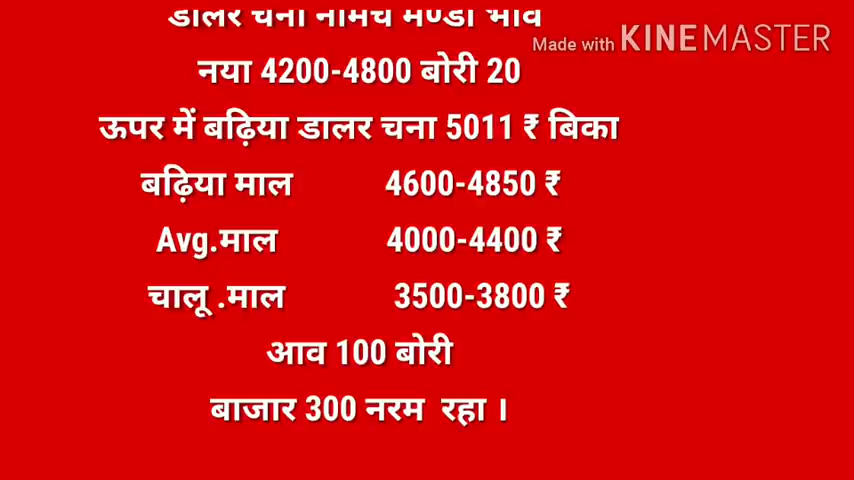 डालर चना नीमच मण्डी भाव
Made with KINEMASTER
नया 4200-4800 बोरी 20
ऊपर में बढ़िया डालर चना 5011 ₹ बिका
बढ़िया माल 4600-4850 ₹
Avg.माल 4000-4400 ₹
चालू .माल 3500-3800 ₹
आव 100 बोरी
बाजार 300 नरम रहा ।